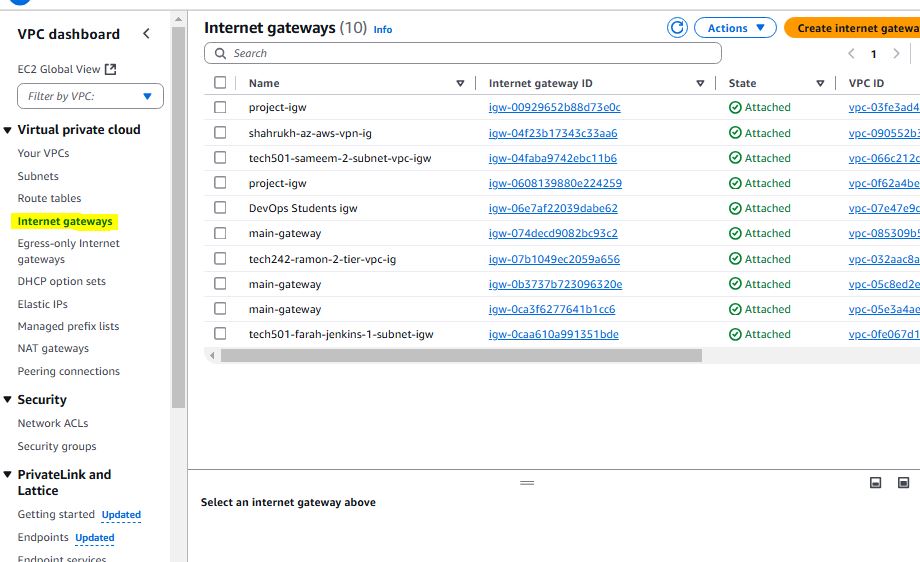 VPC dashboard
EC2 Global View
Filter by VPC:
Virtual private cloud
Your VPCs
Subnets
Route tables
Internet gateways
Egress-only Internet
gateways
DHCP option sets
Elastic IPs
Managed prefix lists
NAT gateways
Peering connections
Security
Network ACLs
Security groups
PrivateLink and
Lattice
Getting started Updated
Endpoints Updated
Endpoint services
Internet gateways (10) Info
Actions
Create internet gatewa
Search
1
Name Internet gateway ID State VPC ID
project-igw igw-00929652b88d73e0c Attached vpc-03fe3ad4
shahrukh-az-aws-vpn-ig igw-04f23b17343c33aa6 Attached vpc-090552b3
tech501-sameem-2-subnet-vpc-igw igw-04faba9742ebc11b6 Attached vpc-066c212c
project-igw igw-0608139880e224259 Attached vpc-0f62a4be
DevOps Students igw igw-06e7af22039dabe62 Attached vpc-07e47e9c
main-gateway igw-074decd9082bc93c2 Attached vpc-085309b5
tech242-ramon-2-tier-vpc-ig igw-07b1049ec2059a656 Attached vpc-032aac8a
main-gateway igw-0b3737b723096320e Attached vpc-05c8ed2e
main-gateway igw-0ca3f6277641b1cc6 Attached vpc-05e3a4ae
tech501-farah-jenkins-1-subnet-igw igw-0caa610a991351bde Attached vpc-0fe067d1
Select an internet gateway above